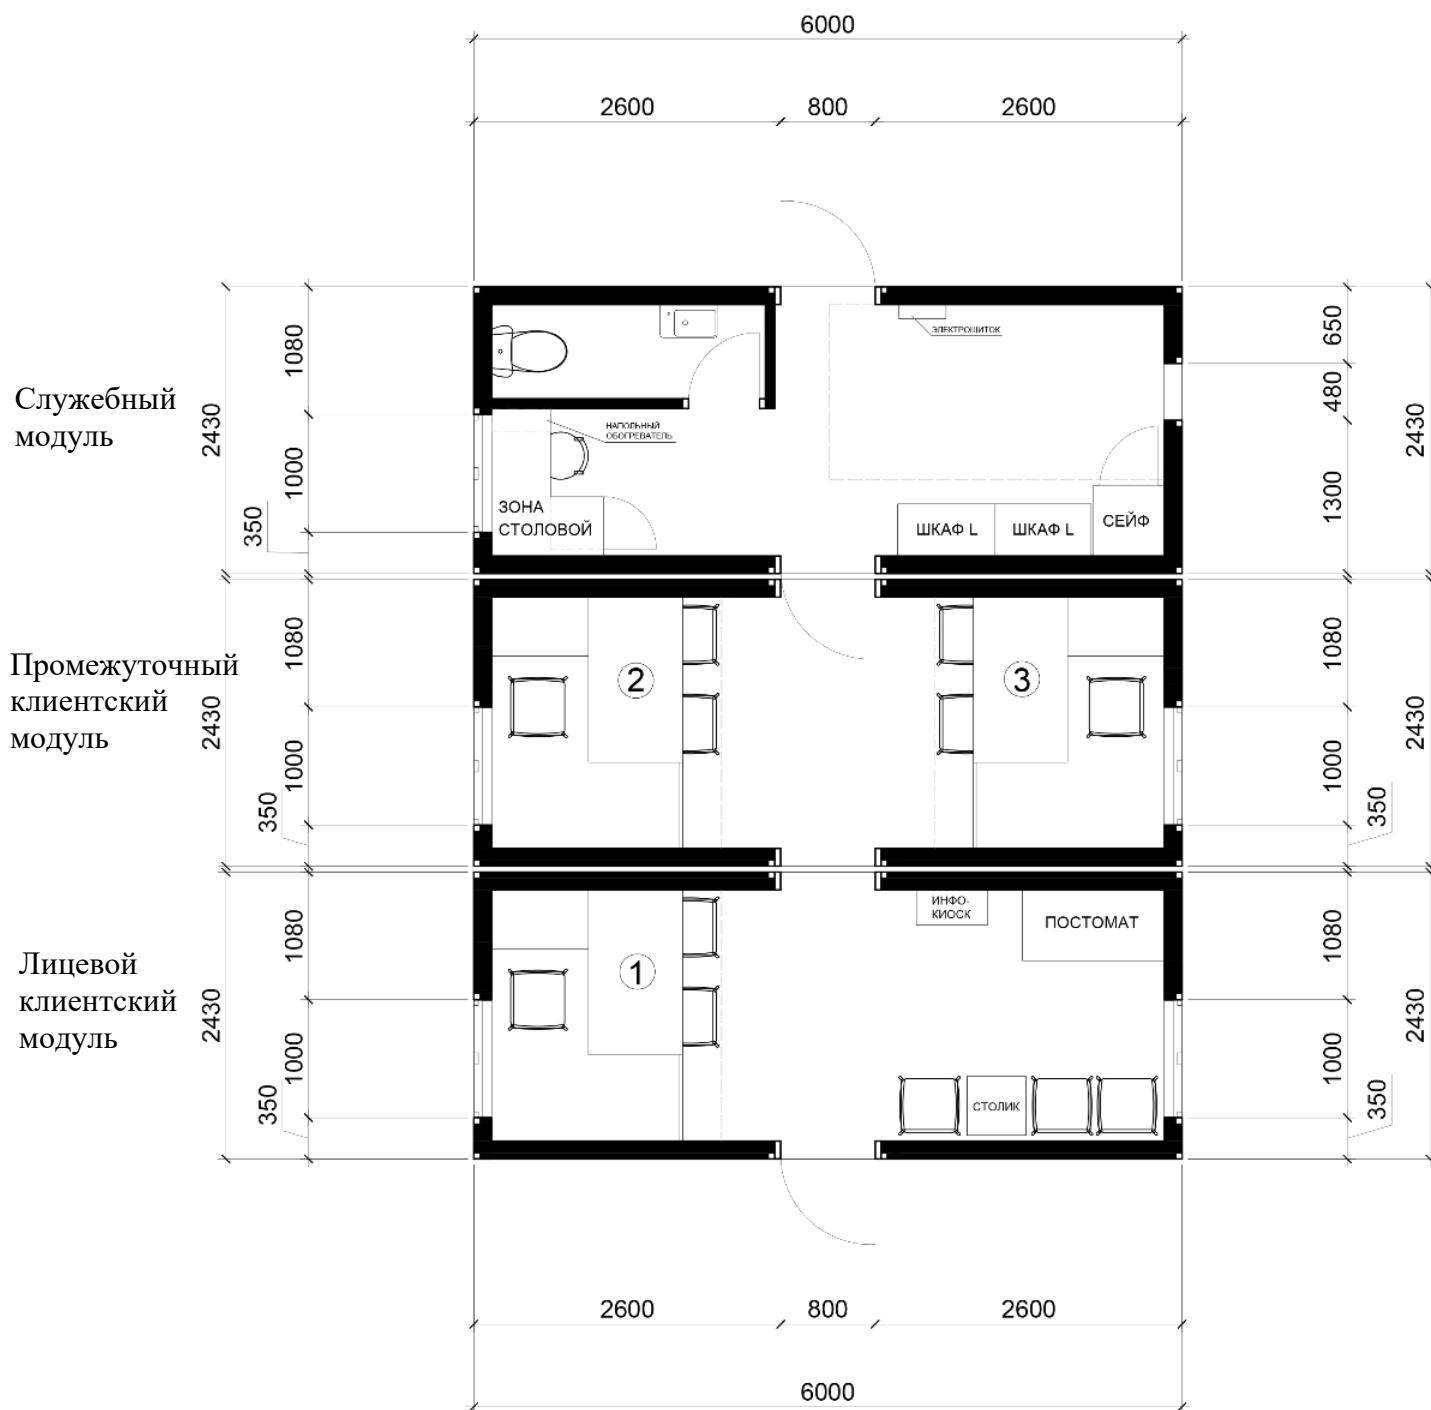 6000
2600 800 2600
Служебный
модуль
2430
1080
1000
350
ЭЛЕКТРОЩИТОК
НАПОЛЬНЫЙ
ОБОГРЕВАТЕЛЬ
ЗОНА
СТОЛОВОЙ
ШКАФ L
ШКАФ L
СЕЙФ
650
480
1300
2430
Промежуточный
клиентский
модуль
2430
1080
1000
350
2
3
1080
1000
350
2430
Лицевой
клиентский
модуль
2430
1080
1000
350
1
ИНФО-
КИОСК
ПОСТОМАТ
СТОЛИК
1080
1000
350
2430
2600 800 2600
6000